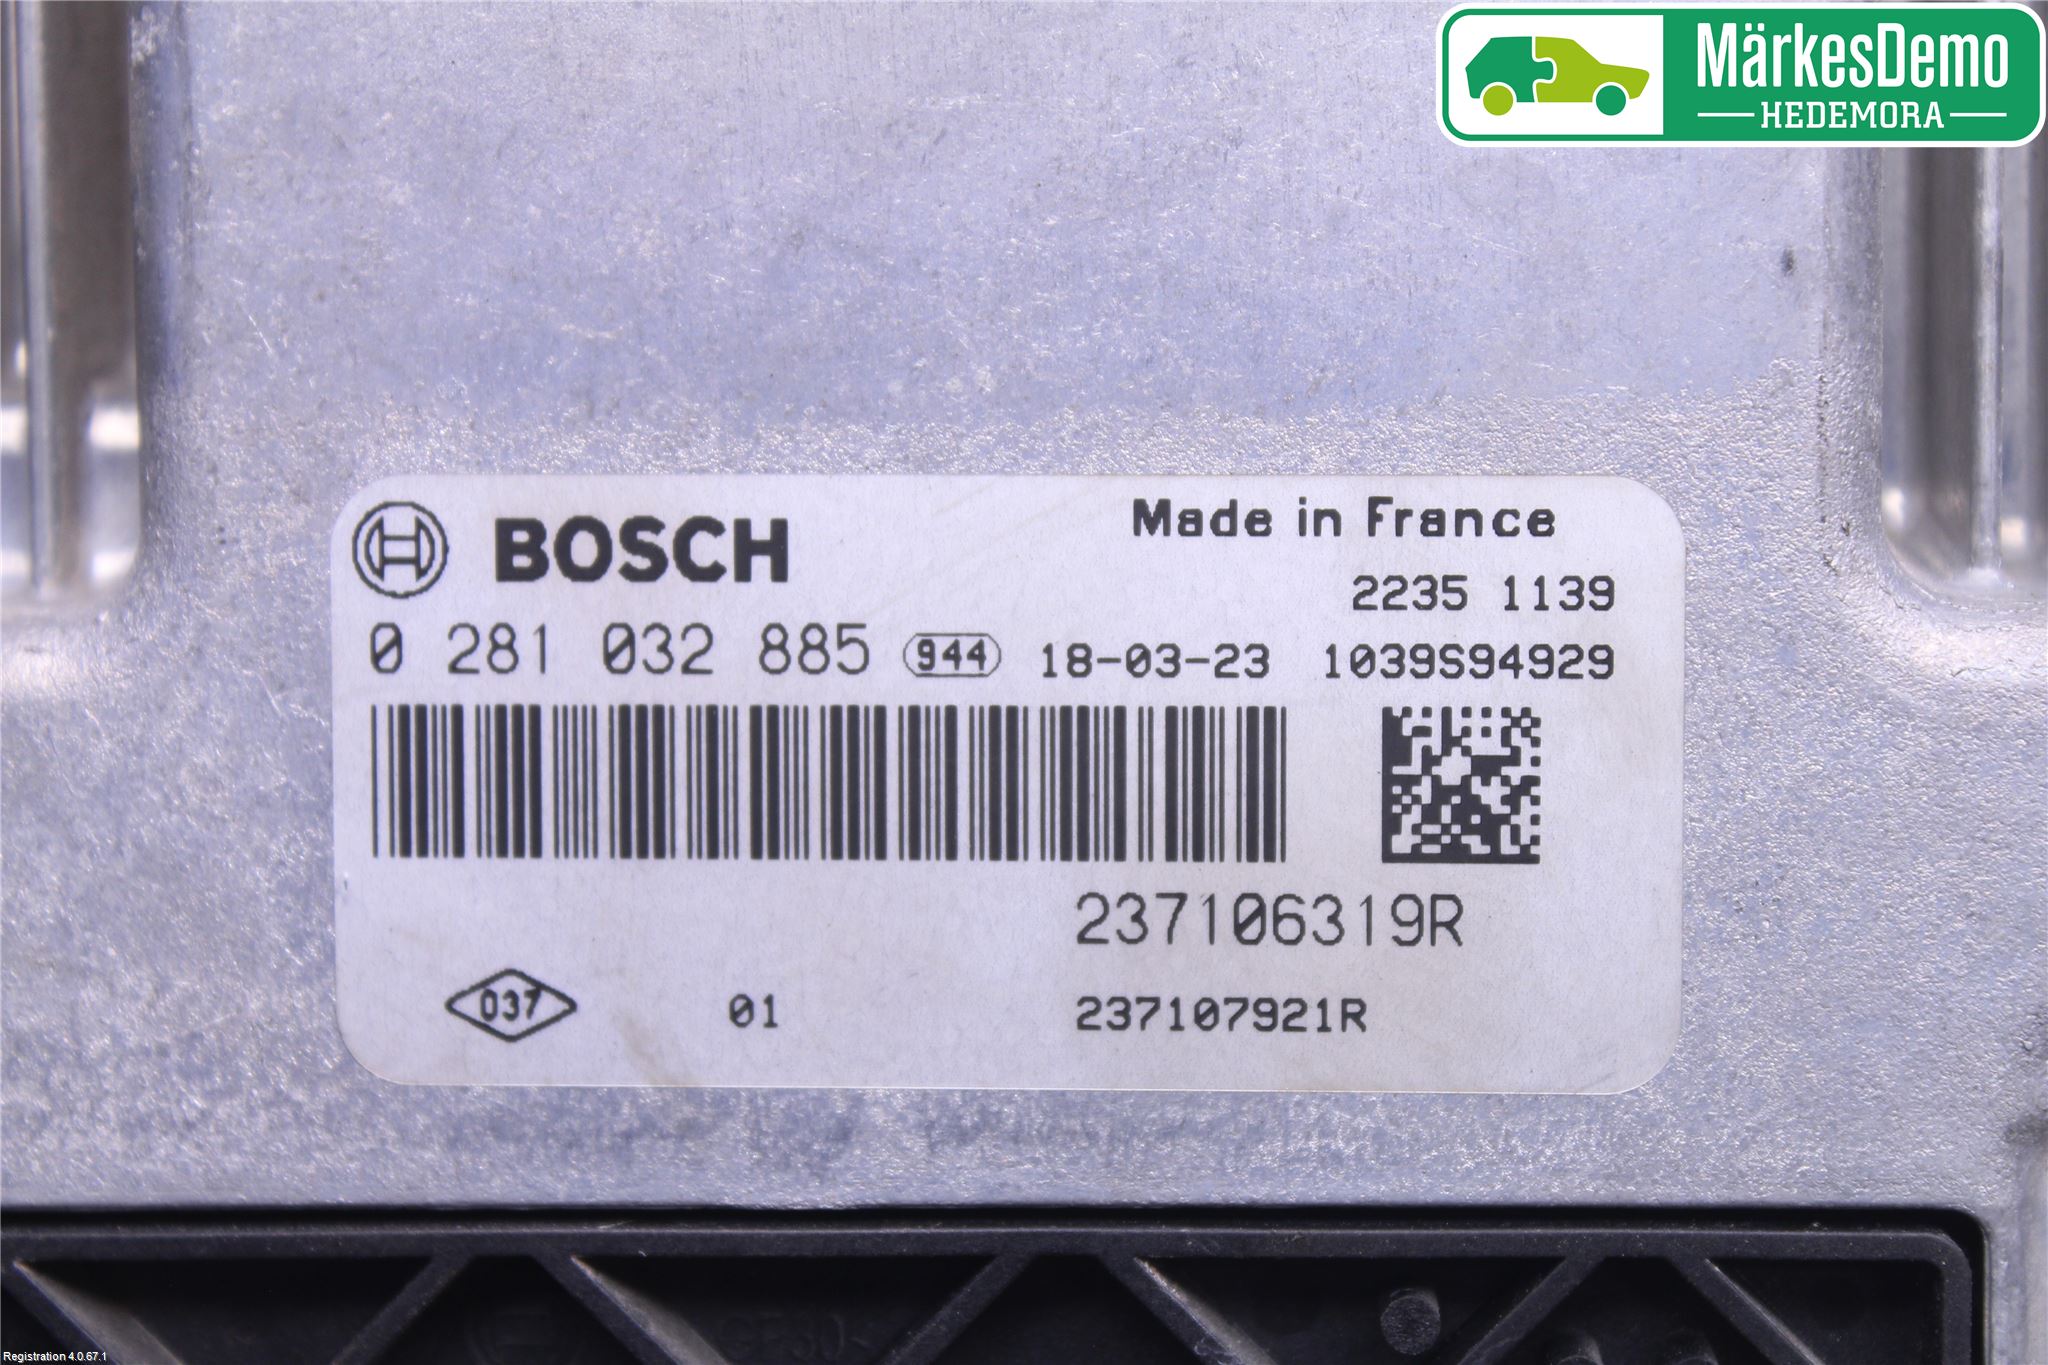 MärkesDemo
HEDEMORA
BOSCH
Made in France
2235 1139
0 281 032 885 944 18-03-23 1039S94929
237106319R
037 01 237107921R
Registration 4.0.67.1